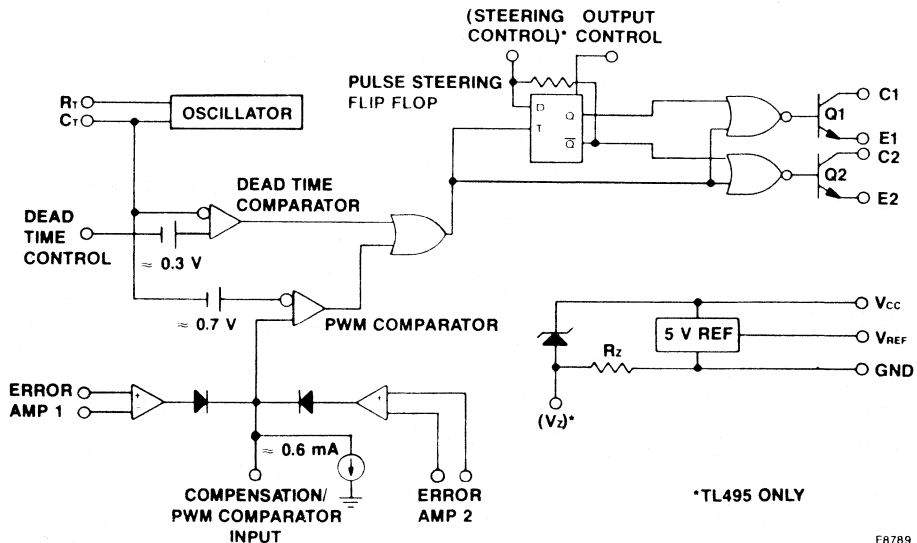 (STEERING OUTPUT
CONTROL)* CONTROL
PULSE STEERING
FLIP FLOP
D
T
Q
Q̅
RT
CT
OSCILLATOR
C1
Q1
E1
C2
Q2
E2
DEAD TIME
COMPARATOR
DEAD
TIME
CONTROL
≈ 0.3 V
≈ 0.7 V
PWM COMPARATOR
VCC
5 V REF
VREF
RZ
GND
(VZ)*
ERROR
AMP 1
+
-
+
≈ 0.6 mA
COMPENSATION/
PWM COMPARATOR
INPUT
ERROR
AMP 2
*TL495 ONLY
F8789